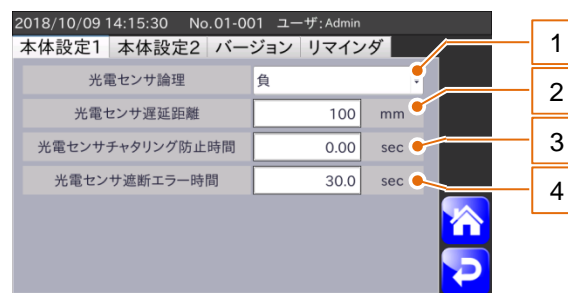 2018/10/09 14:15:30 No.01-001 ユーザ:Admin
本体設定1 本体設定2 バージョン リマインダ
光電センサ論理 負
光電センサ遅延距離 100 mm
光電センサチャタリング防止時間 0.00 sec
光電センサ遮断エラー時間 30.0 sec
1
2
3
4